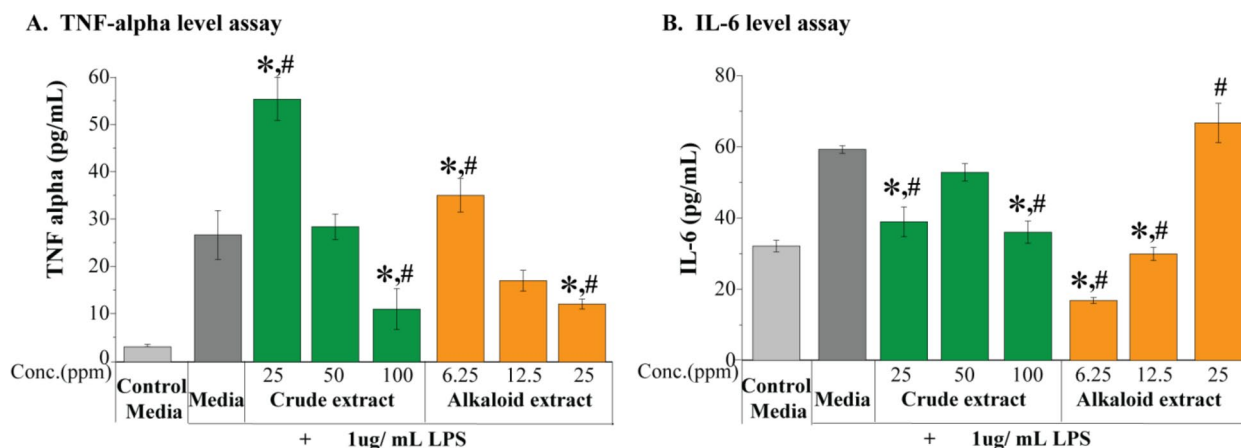 A. TNF-alpha level assay
TNF alpha (pg/mL)
60
50
40
30
20
10
0
*,#
*,#
*,#
*,#
Conc.(ppm)
25 50 100 6.25 12.5 25
Control Media
Media
Crude extract
Alkaloid extract
+ 1ug/ mL LPS
B. IL-6 level assay
IL-6 (pg/mL)
80
60
40
20
0
*,#
*,#
*,#
*,#
#
Conc.(ppm)
25 50 100 6.25 12.5 25
Control
Media
Media
Crude extract
Alkaloid extract
+ 1ug/ mL LPS